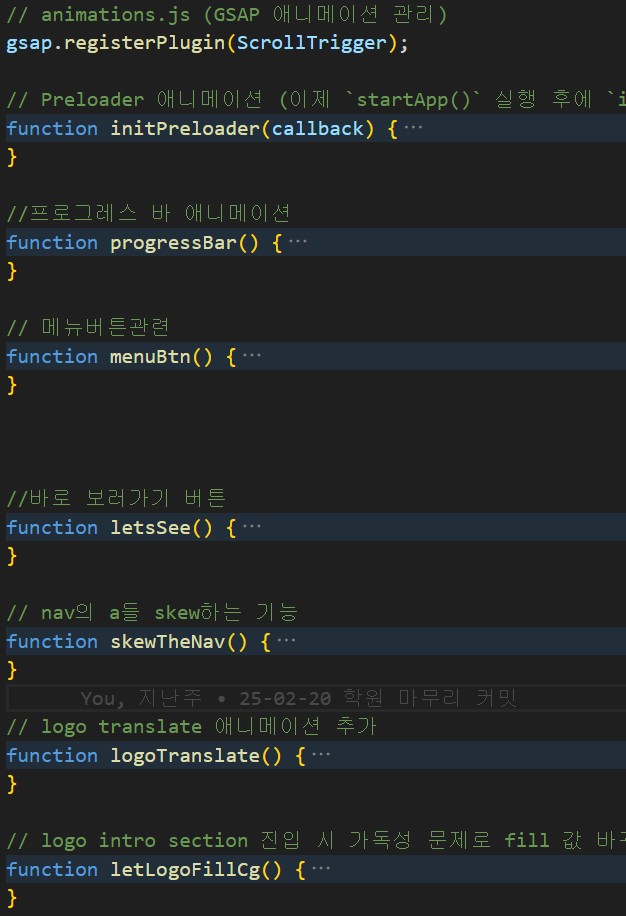 // animations.js (GSAP 애니메이션 관리)
gsap.registerPlugin(ScrollTrigger);
// Preloader 애니메이션 (이제 `startApp()` 실행 후에 `i
function initPreloader(callback) { ···
}
//프로그레스 바 애니메이션
function progressBar() { ···
}
// 메뉴버튼관련
function menuBtn() { ···
}
//바로 보러가기 버튼
function letsSee() { ···
}
// nav의 a들 skew하는 기능
function skewTheNav() { ···
}
You, 지난주 • 25-02-20 학원 마무리 커밋
// logo translate 애니메이션 추가
function logoTranslate() { ···
}
// logo intro section 진입 시 가독성 문제로 fill 값
function letLogoFillCg() { ···
}